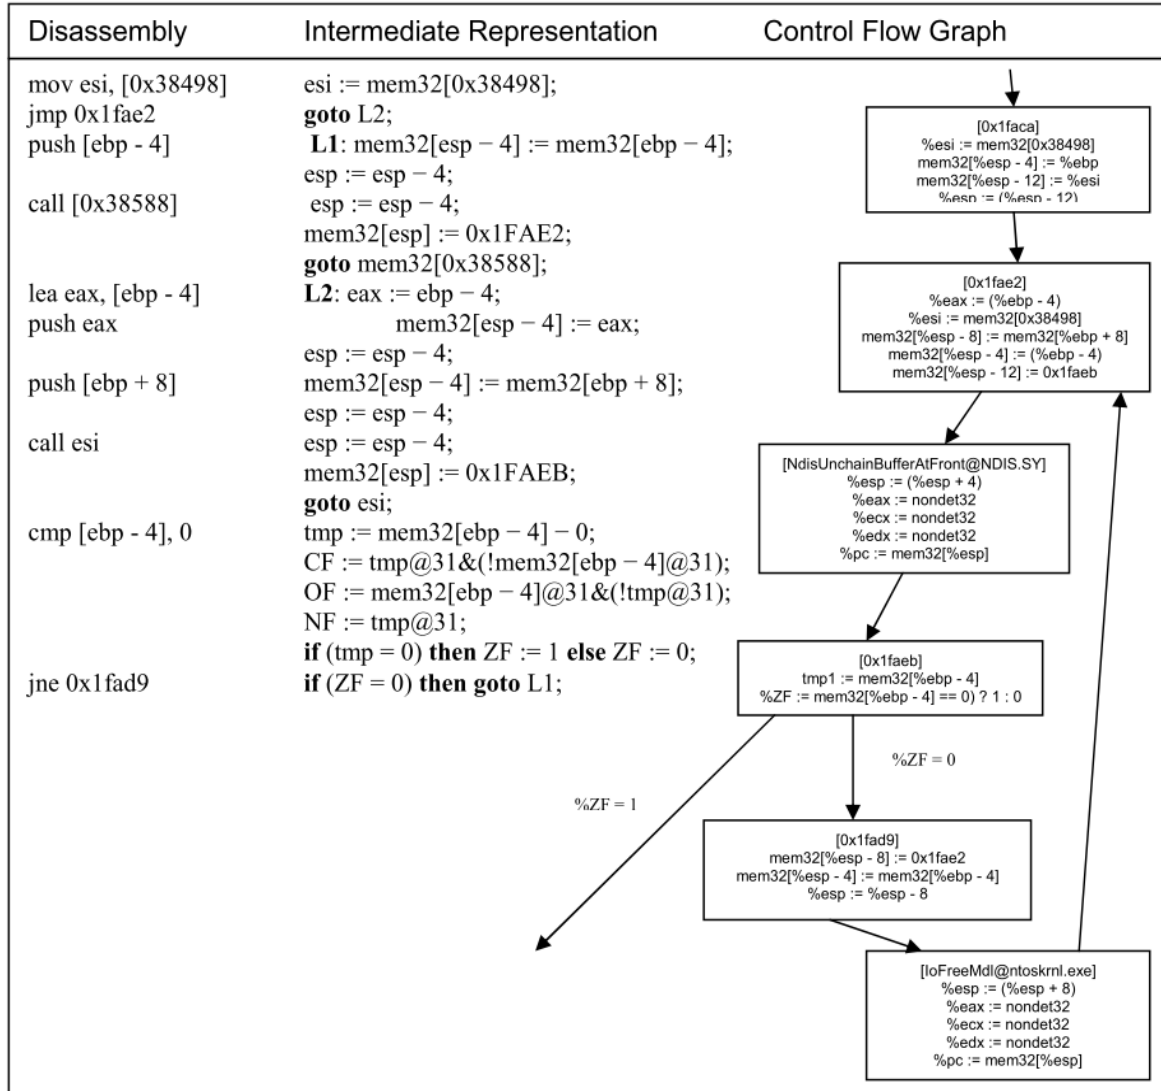 Disassembly Intermediate Representation Control Flow Graph
mov esi, [0x38498] esi := mem32[0x38498];
jmp 0x1fae2 goto L2;
push [ebp - 4] L1: mem32[esp − 4] := mem32[ebp − 4];
esp := esp − 4;
call [0x38588] esp := esp − 4;
mem32[esp] := 0x1FAE2;
goto mem32[0x38588];
lea eax, [ebp - 4] L2: eax := ebp − 4;
push eax mem32[esp − 4] := eax;
esp := esp − 4;
push [ebp + 8] mem32[esp − 4] := mem32[ebp + 8];
esp := esp − 4;
call esi esp := esp − 4;
mem32[esp] := 0x1FAEB;
goto esi;
cmp [ebp - 4], 0 tmp := mem32[ebp − 4] − 0;
CF := tmp@31&(!mem32[ebp − 4]@31);
OF := mem32[ebp − 4]@31&(!tmp@31);
NF := tmp@31;
if (tmp = 0) then ZF := 1 else ZF := 0;
jne 0x1fad9 if (ZF = 0) then goto L1;
[0x1faca]
%esi := mem32[0x38498]
mem32[%esp - 4] := %ebp
mem32[%esp - 12] := %esi
%esp := (%esp - 12)
[0x1fae2]
%eax := (%ebp - 4)
%esi := mem32[0x38498]
mem32[%esp - 8] := mem32[%ebp + 8]
mem32[%esp - 4] := (%ebp - 4)
mem32[%esp - 12] := 0x1faeb
[NdisUnchainBufferAtFront@NDIS.SY]
%esp := (%esp + 4)
%eax := nondet32
%ecx := nondet32
%edx := nondet32
%pc := mem32[%esp]
[0x1faeb]
tmp1 := mem32[%ebp - 4]
%ZF := mem32[%ebp - 4] == 0) ? 1 : 0
%ZF = 0
%ZF = 1
[0x1fad9]
mem32[%esp - 8] := 0x1fae2
mem32[%esp - 4] := mem32[%ebp - 4]
%esp := %esp - 8
[IoFreeMdl@ntoskrnl.exe]
%esp := (%esp + 8)
%eax := nondet32
%ecx := nondet32
%edx := nondet32
%pc := mem32[%esp]